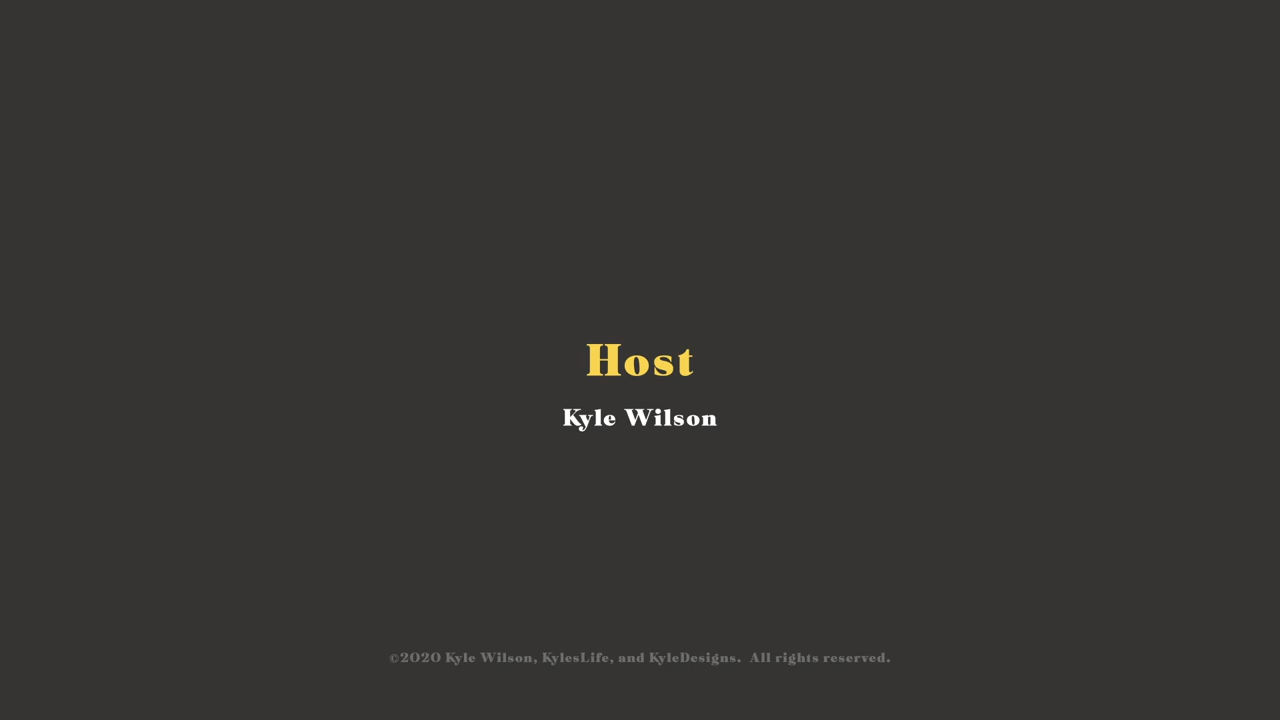 Host
Kyle Wilson
©2020 Kyle Wilson, KylesLife, and KyleDesigns.  All rights reserved.